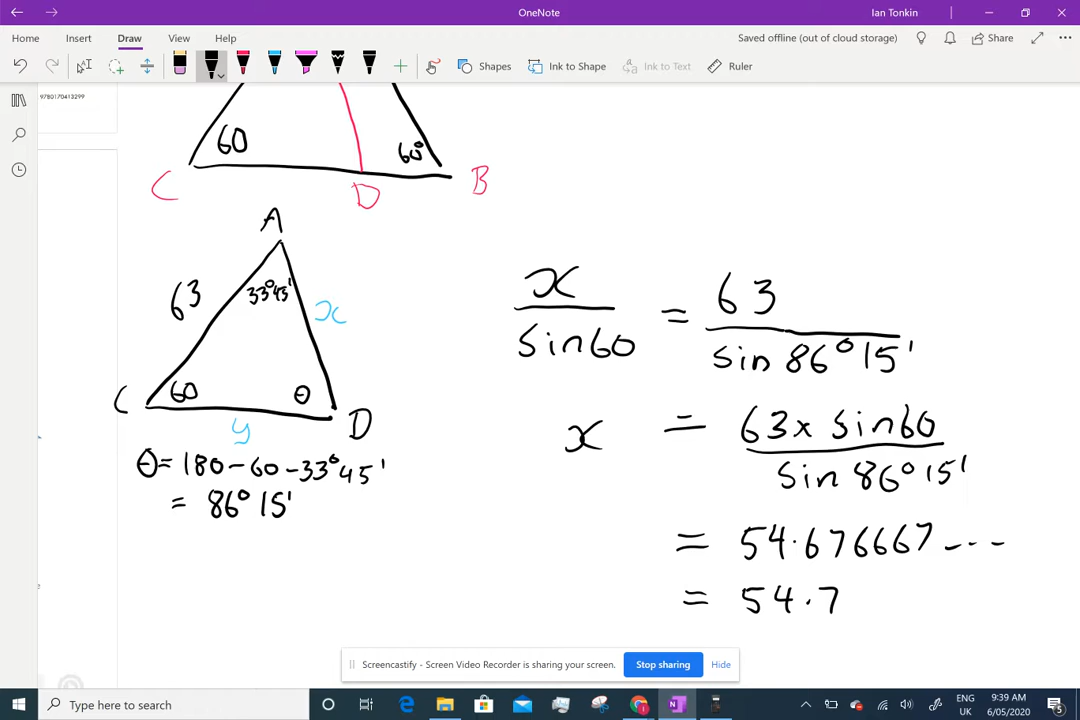 OneNote
Ian Tonkin
Home Insert Draw View Help
Saved offline (out of cloud storage)
Share
Shapes
Ink to Shape
Ink to Text
Ruler
9780170413299
60
60°
C
D
B
A
63
33°45'
x
60
θ
C
y
D
θ= 180-60-33°45'
= 86°15'
x/sin60 = 63/sin 86°15'
x = 63x sin60/sin 86°15'
= 54.676667---
= 54.7
Screencastify - Screen Video Recorder is sharing your screen.
Stop sharing
Hide
Type here to search
ENG
UK
9:39 AM
6/05/2020
5